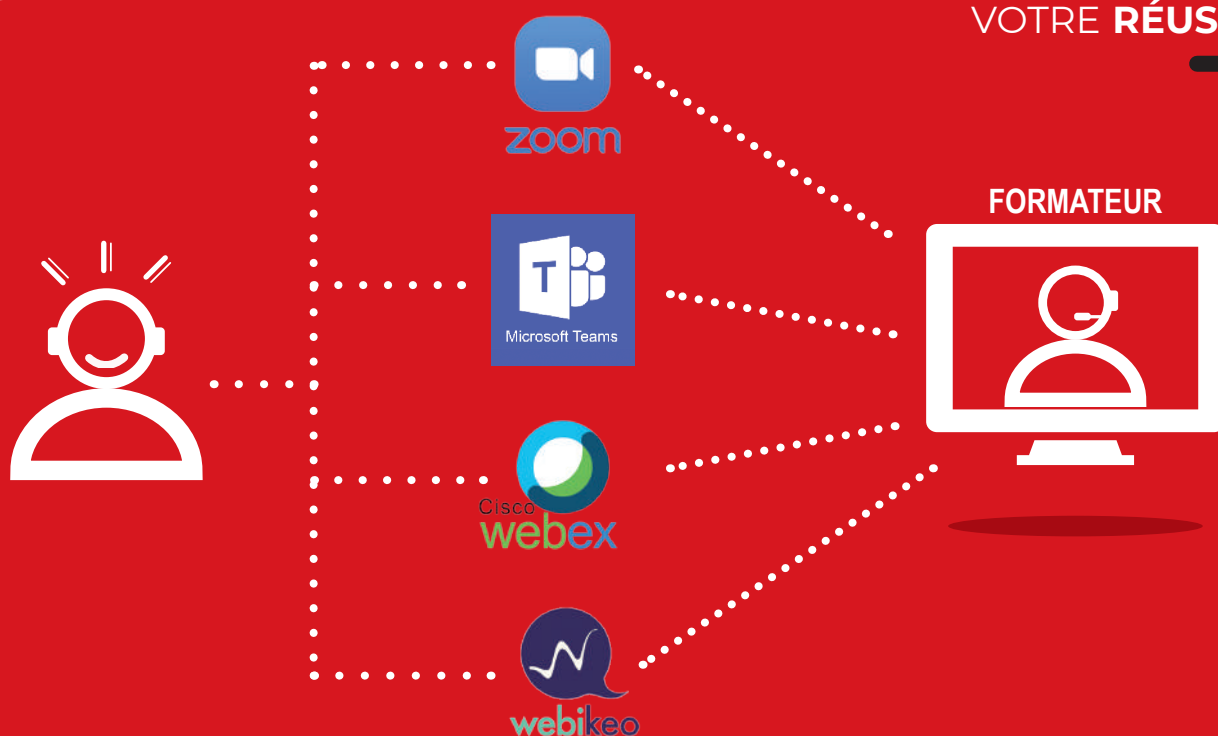 VOTRE RÉUS
zoom
FORMATEUR
T
Microsoft Teams
Cisco
webex
webikeo